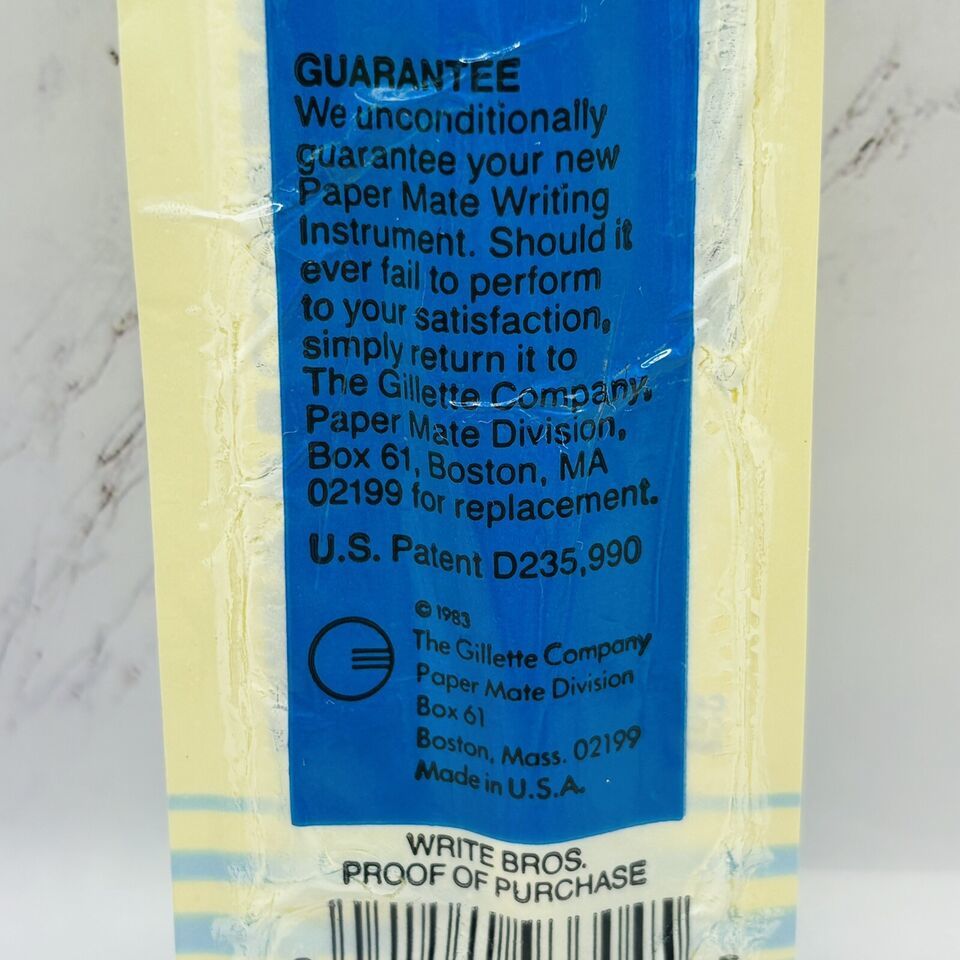 GUARANTEE
We unconditionally
guarantee your new
Paper Mate Writing
Instrument. Should it
ever fail to perform
to your satisfaction,
simply return it to
The Gillette Company,
Paper Mate Division,
Box 61, Boston, MA
02199 for replacement.
U.S. Patent D235,990
© 1983
The Gillette Company
Paper Mate Division
Box 61
Boston, Mass. 02199
Made in U.S.A.
WRITE BROS.
PROOF OF PURCHASE